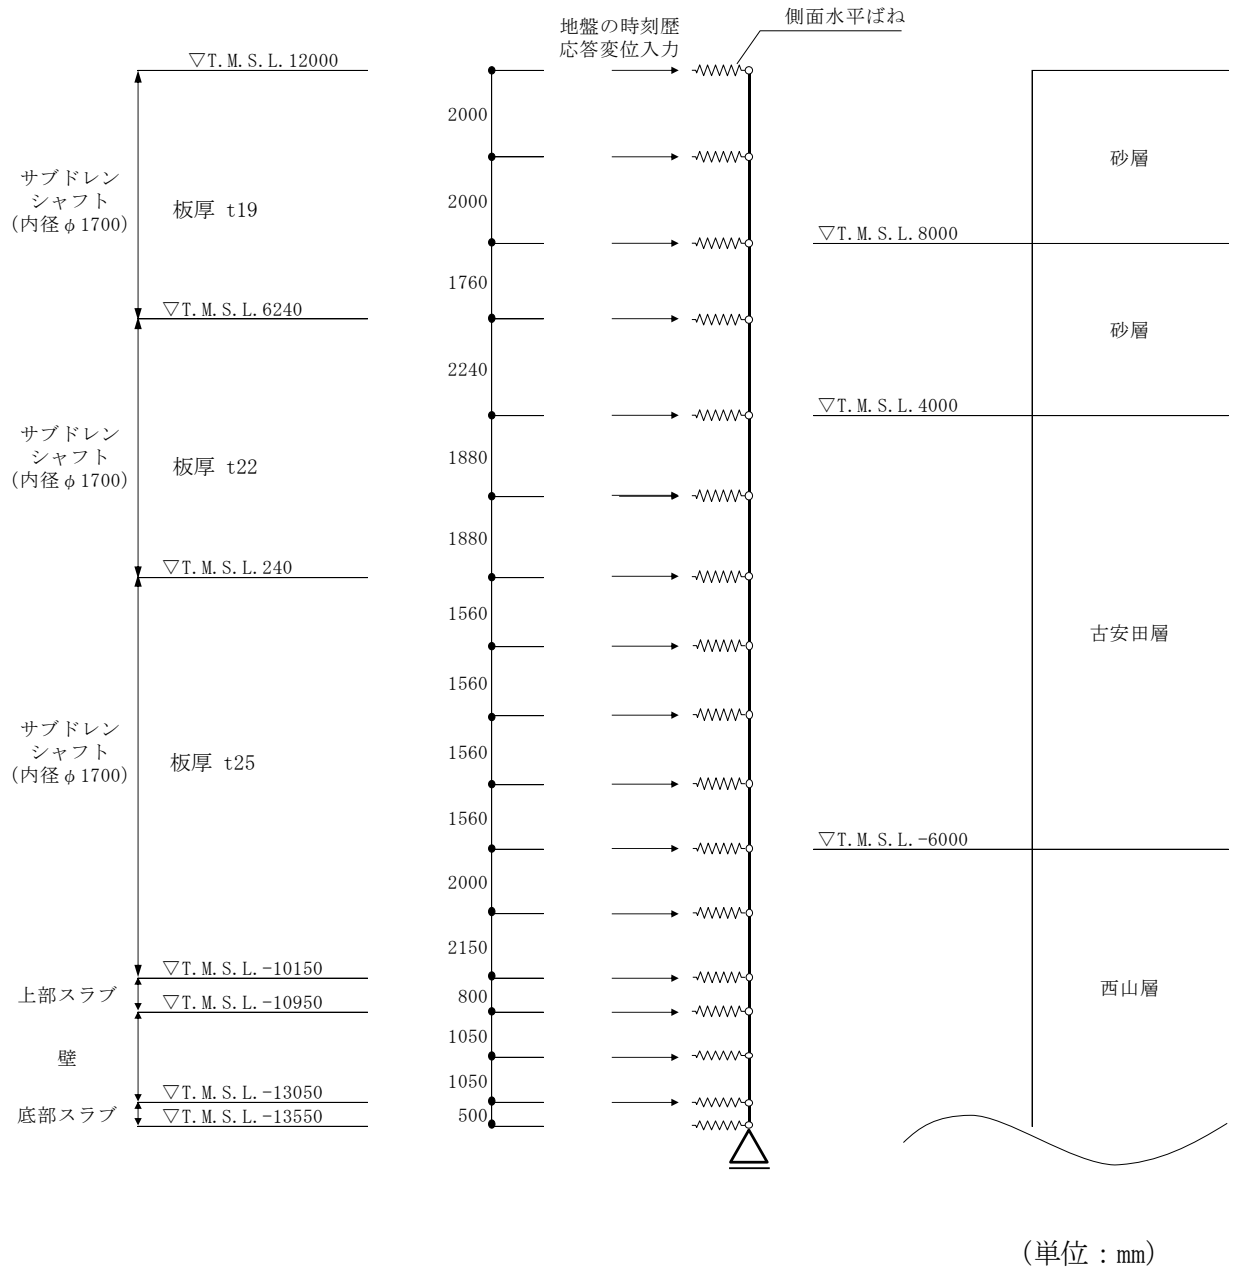 地盤の時刻歴
応答変位入力
側面水平ばね
▽T.M.S.L.12000
サブドレン
シャフト
(内径φ1700)
板厚 t19
▽T.M.S.L.6240
サブドレン
シャフト
(内径φ1700)
板厚 t22
▽T.M.S.L.240
サブドレン
シャフト
(内径φ1700)
板厚 t25
▽T.M.S.L.-10150
上部スラブ
▽T.M.S.L.-10950
壁
▽T.M.S.L.-13050
底部スラブ
▽T.M.S.L.-13550
2000
2000
1760
2240
1880
1880
1560
1560
1560
1560
2000
2150
800
1050
1050
500
砂層
▽T.M.S.L.8000
砂層
▽T.M.S.L.4000
古安田層
▽T.M.S.L.-6000
西山層
(単位:mm)